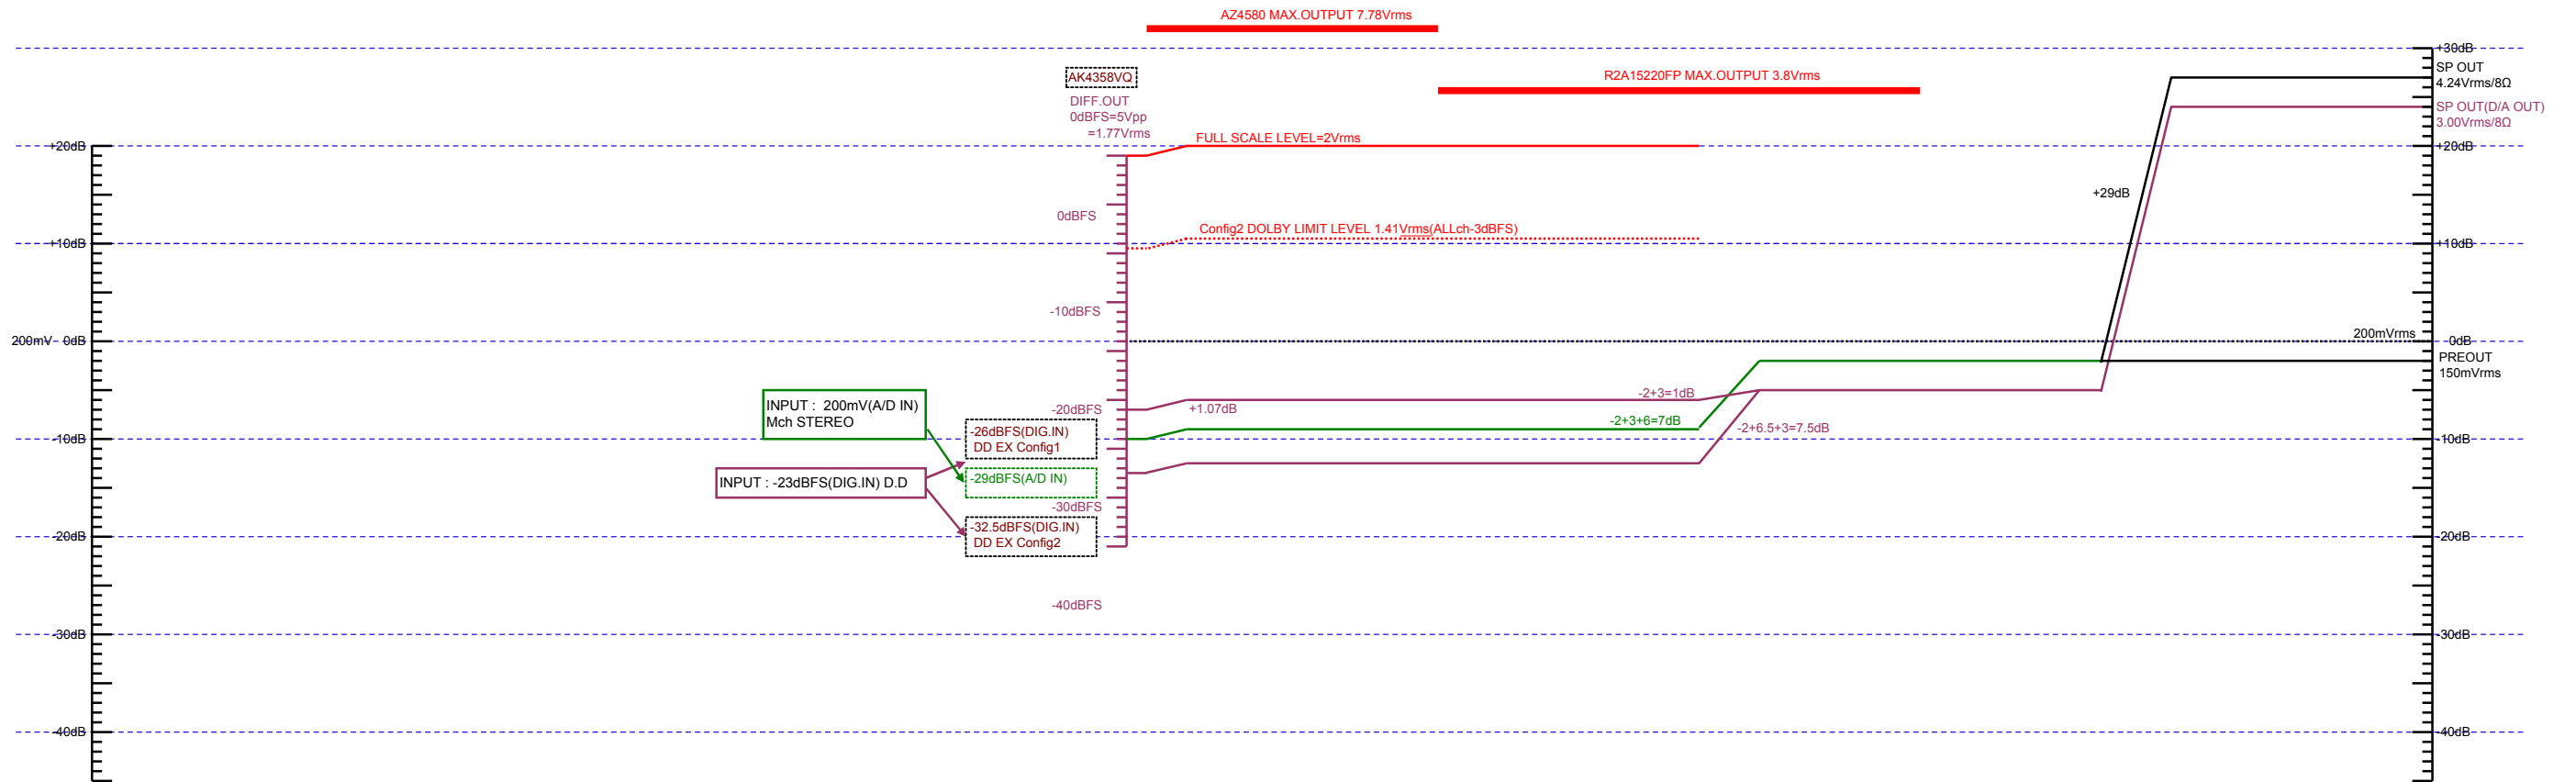 AZ4580 MAX.OUTPUT 7.78Vrms
+30dB
SP OUT
4.24Vrms/8Ω
AK4358VQ
R2A15220FP MAX.OUTPUT 3.8Vrms
DIFF.OUT
0dBFS=5Vpp
=1.77Vrms
SP OUT(D/A OUT)
3.00Vrms/8Ω
FULL SCALE LEVEL=2Vrms
+20dB
+20dB
+29dB
0dBFS
Config2 DOLBY LIMIT LEVEL 1.41Vrms(ALLch-3dBFS)
+10dB
+10dB
-10dBFS
200mVrms
200mV 0dB
0dB
PREOUT
150mVrms
-2+3=1dB
INPUT : 200mV(A/D IN)
Mch STEREO
-20dBFS
+1.07dB
-2+3+6=7dB
-2+6.5+3=7.5dB
-26dBFS(DIG.IN)
DD EX Config1
-10dB
-10dB
INPUT : -23dBFS(DIG.IN) D.D
-29dBFS(A/D IN)
-30dBFS
-32.5dBFS(DIG.IN)
DD EX Config2
-20dB
-20dB
-40dBFS
-30dB
-30dB
-40dB
-40dB